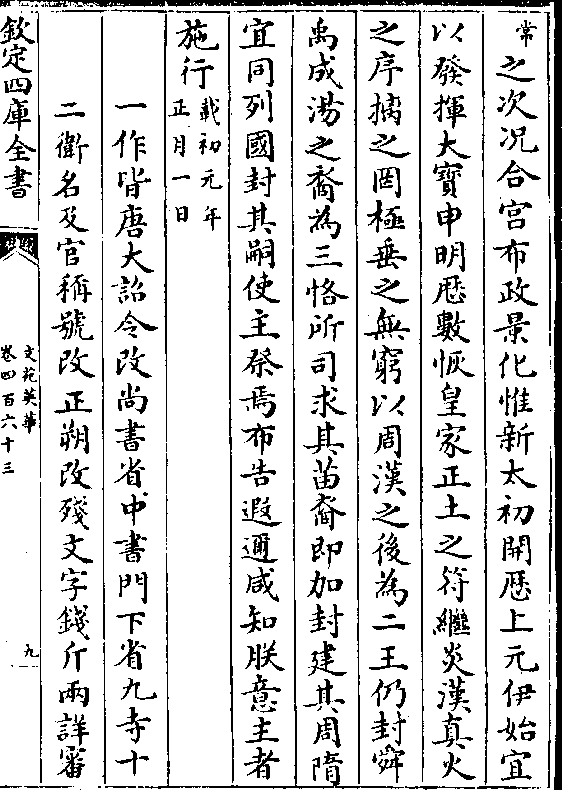 常之次況合宫布政景化惟新太初開厯上元伊始宜
以發揮大寶申明厯數恢皇家正土之符繼炎漢真火
之序摛之罔極垂之無窮以周漢之後為二王仍封舜
禹成湯之裔為三恪所司求其苗裔即加封建其周隋
宜同列國封其嗣使主祭焉布告遐邇咸知朕意主者
施行載初元年正月一日
一作皆唐大詔令改尚書省中書門下省九寺十
二衛名及官稱號改正朔改殘文字錢斤兩詳審
欽定四庫全書
文苑英華
卷四百六十三
九